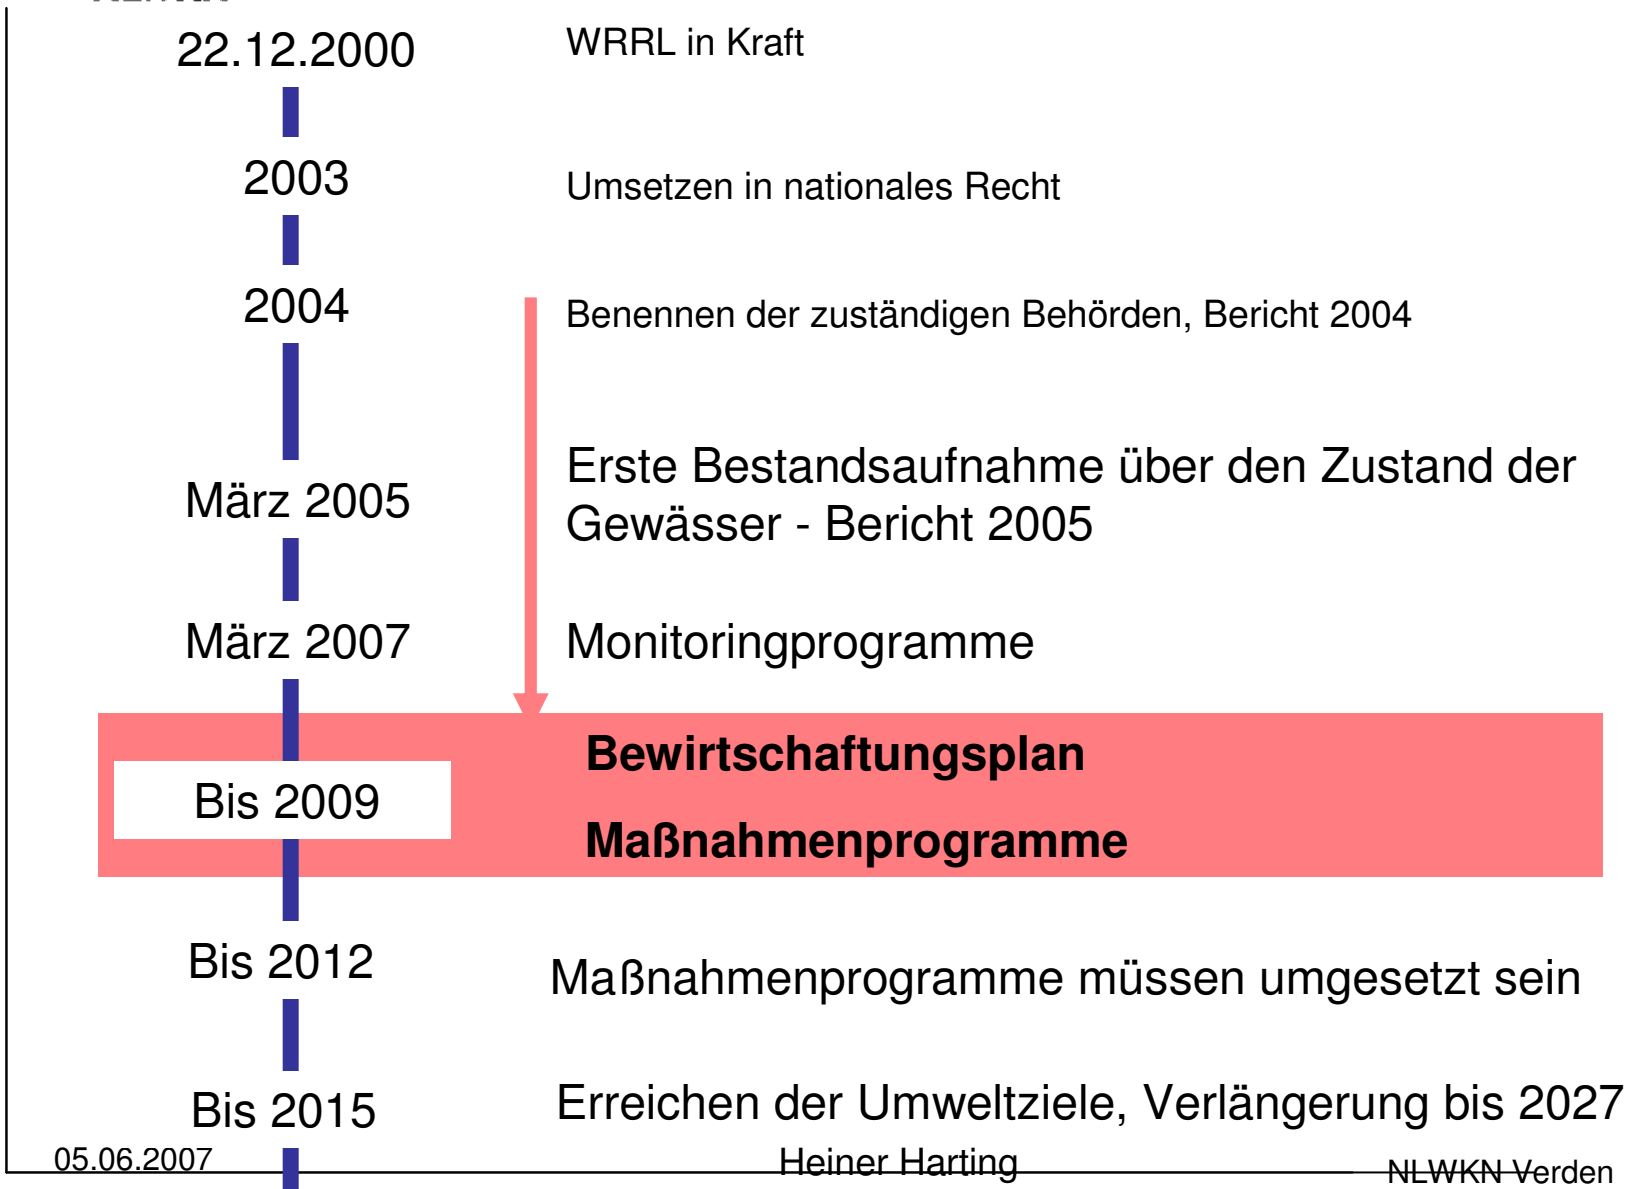 22.12.2000 WRRL in Kraft
2003 Umsetzen in nationales Recht
2004 Benennen der zuständigen Behörden, Bericht 2004
März 2005 Erste Bestandsaufnahme über den Zustand der
Gewässer - Bericht 2005
März 2007 Monitoringprogramme
Bewirtschaftungsplan
Bis 2009
Maßnahmenprogramme
Bis 2012 Maßnahmenprogramme müssen umgesetzt sein
Bis 2015 Erreichen der Umweltziele, Verlängerung bis 2027
05.06.2007 Heiner Harting NLWKN Verden